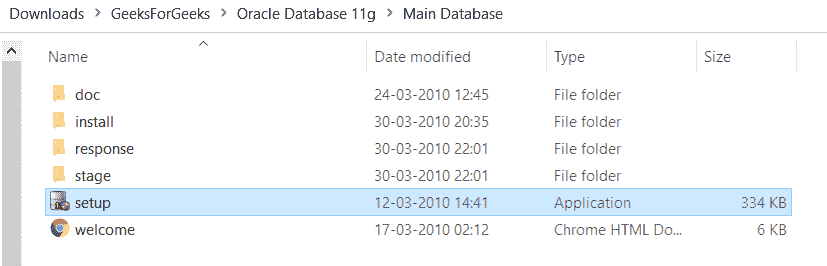 Downloads > GeeksForGeeks > Oracle Database 11g > Main Database
Name Date modified Type Size
doc 24-03-2010 12:45 File folder
install 30-03-2010 20:35 File folder
response 30-03-2010 22:01 File folder
stage 30-03-2010 22:01 File folder
setup 12-03-2010 14:41 Application 334 KB
welcome 17-03-2010 02:12 Chrome HTML Do... 6 KB